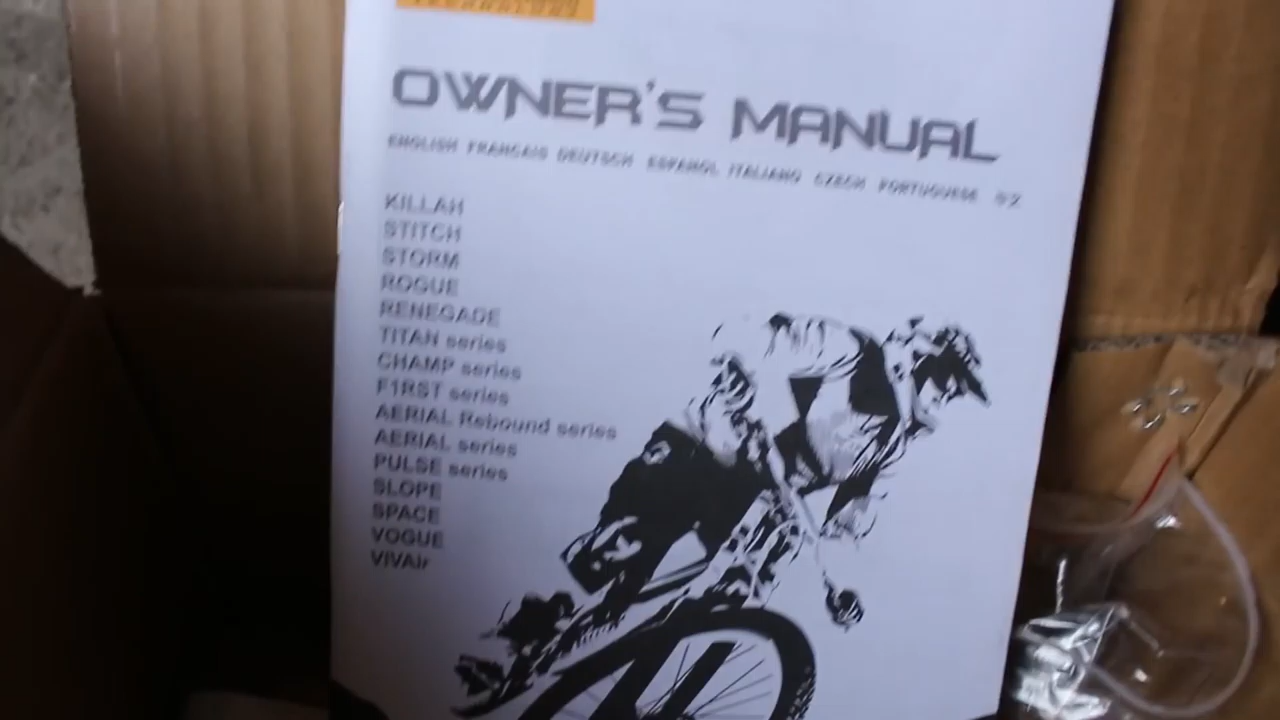 OWNER'S MANUAL
ENGLISH FRANCAIS DEUTSCH ESPANOL ITALIANO CZECH PORTUGUESE
KILLAH
STITCH
STORM
ROGUE
RENEGADE
TITAN series
CHAMP series
F1RST series
AERIAL Rebound series
AERIAL series
PULSE series
SLOPE
SPACE
VOGUE
VIVAir